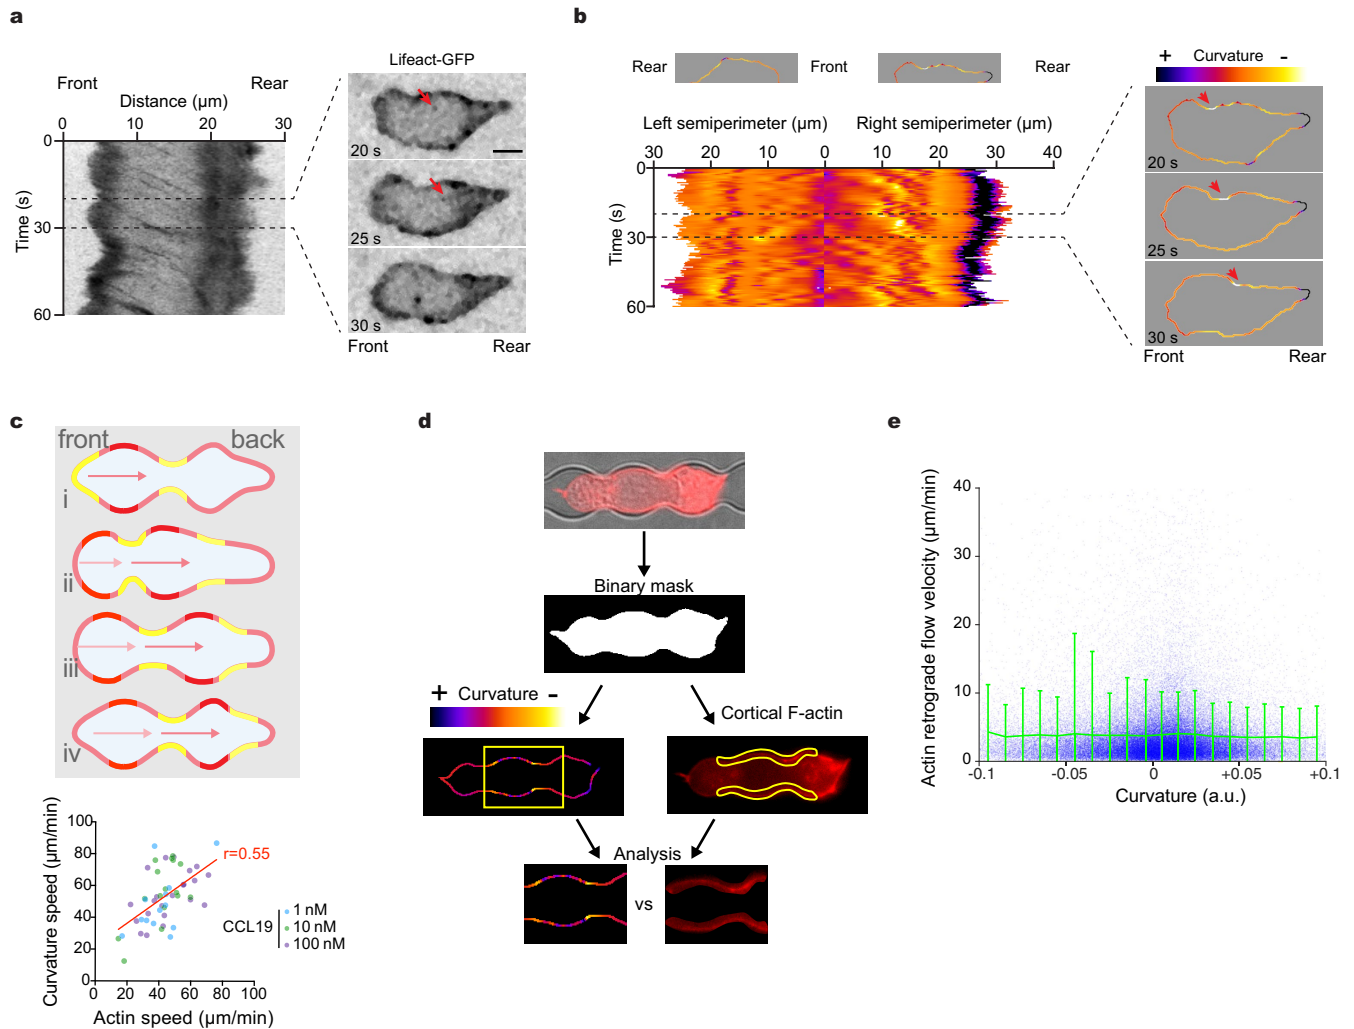 a
Lifeact-GFP
Front
Rear
Distance (µm)
0 10 20 30
0
30
60
Time (s)
20 s
25 s
30 s
Front Rear
b
Rear
Front
Rear
+ Curvature -
Left semiperimeter (µm)
Right semiperimeter (µm)
30 20 10 0 10 20 30 40
0
30
60
Time (s)
20 s
25 s
30 s
Front Rear
c
front back
i
ii
iii
iv
100
80
60
40
20
0
Curvature speed (µm/min)
r=0.55
0 20 40 60 80 100
Actin speed (µm/min)
CCL19
1 nM
10 nM
100 nM
d
Binary mask
+ Curvature -
Cortical F-actin
Analysis
vs
e
40
30
20
10
0
Actin retrograde flow velocity (µm/min)
-0.1 -0.05 0 +0.05 +0.1
Curvature (a.u.)